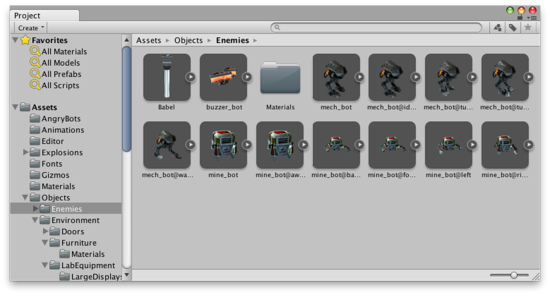 Project
Create
Favorites
All Materials
All Models
All Prefabs
All Scripts
Assets
AngryBots
Animations
Editor
Explosions
Fonts
Gizmos
Materials
Objects
Enemies
Environment
Doors
Furniture
Materials
LabEquipment
LargeDisplays
Assets Objects Enemies
Babel buzzer_bot Materials mech_bot mech_bot@id... mech_bot@tu... mech_bot@tu...
mech_bot@wa... mine_bot mine_bot@aw... mine_bot@ba... mine_bot@fo... mine_bot@left mine_bot@ri...